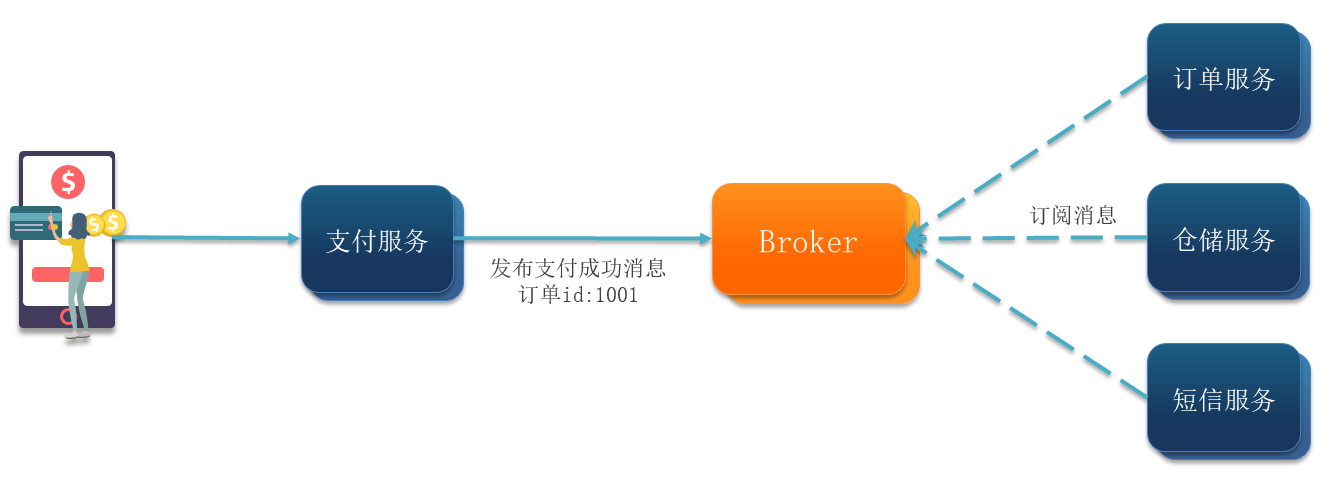 订单服务
支付服务
发布支付成功消息
订单id:1001
Broker
订阅消息
仓储服务
短信服务
$
$
$